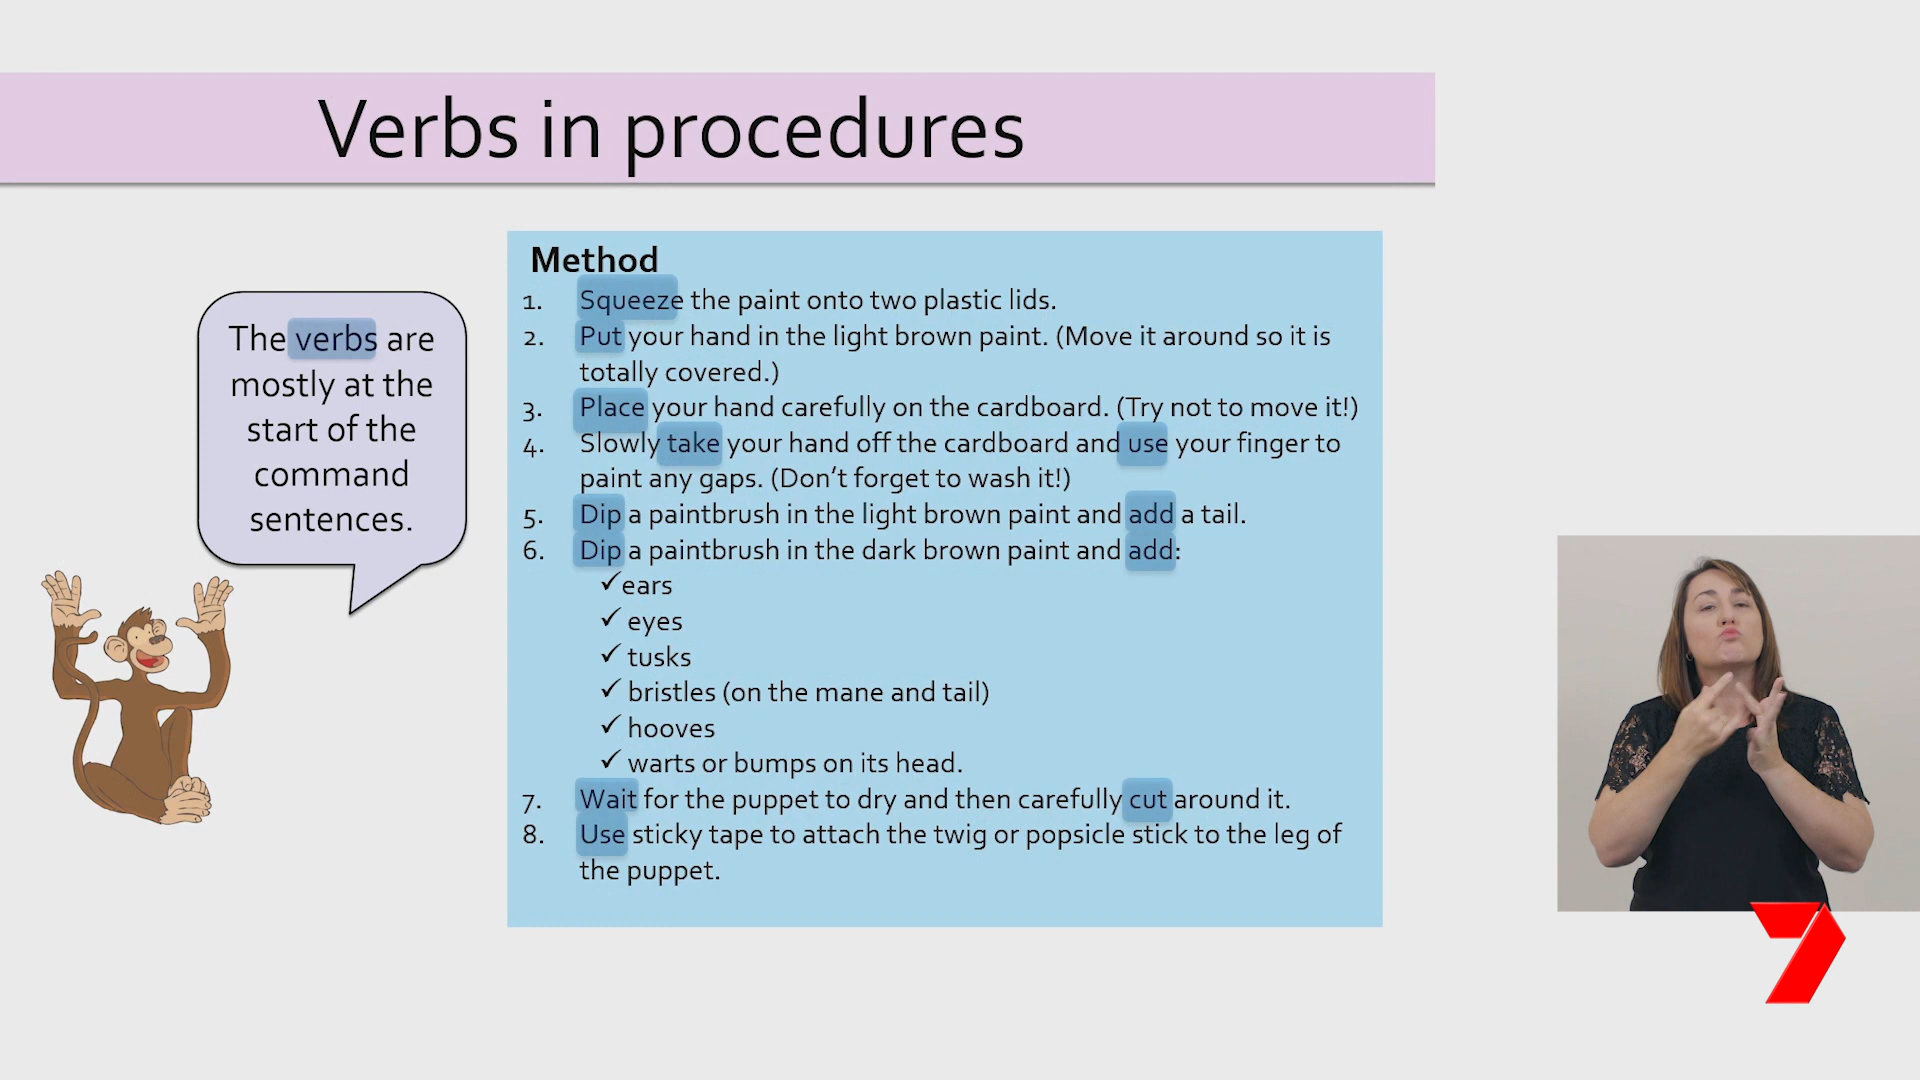 Verbs in procedures
The verbs are
mostly at the
start of the
command
sentences.
Method
1. Squeeze the paint onto two plastic lids.
2. Put your hand in the light brown paint. (Move it around so it is
totally covered.)
3. Place your hand carefully on the cardboard. (Try not to move it!)
4. Slowly take your hand off the cardboard and use your finger to
paint any gaps. (Don’t forget to wash it!)
5. Dip a paintbrush in the light brown paint and add a tail.
6. Dip a paintbrush in the dark brown paint and add:
✓ ears
✓ eyes
✓ tusks
✓ bristles (on the mane and tail)
✓ hooves
✓ warts or bumps on its head.
7. Wait for the puppet to dry and then carefully cut around it.
8. Use sticky tape to attach the twig or popsicle stick to the leg of
the puppet.
7